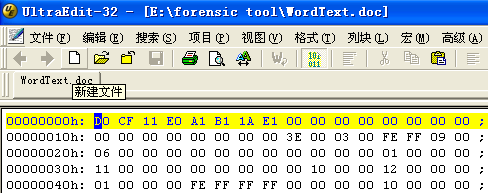 UltraEdit-32 - [E:\forensic tool\WordText.doc]
文件(F) 编辑(E) 搜索(S) 项目(P) 视图(V) 格式(T) 列块(L) 宏(M) 高级(A)
WordText.doc
新建文件
00000000h: D0 CF 11 E0 A1 B1 1A E1 00 00 00 00 00 00 00 00 ;
00000010h: 00 00 00 00 00 00 00 00 3E 00 03 00 FE FF 09 00 ;
00000020h: 06 00 00 00 00 00 00 00 00 00 00 00 01 00 00 00 ;
00000030h: 11 00 00 00 00 00 00 00 00 10 00 00 12 00 00 00 ;
00000040h: 01 00 00 00 FE FF FF FF 00 00 00 00 10 00 00 00 ;